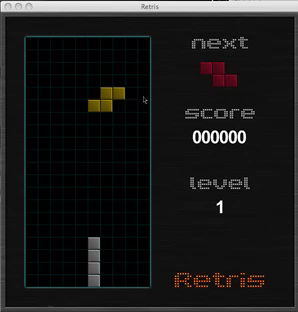 Retris
next
score
000000
level
1
Retris